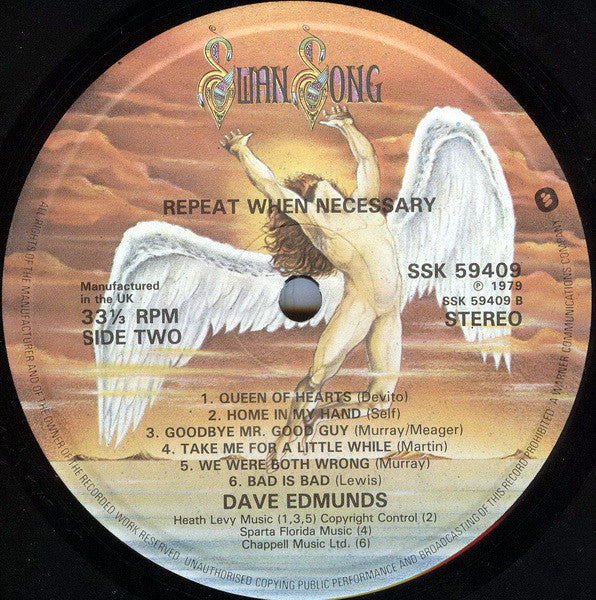 SWAN SONG
REPEAT WHEN NECESSARY
Manufactured
in the UK
33⅓ RPM
SIDE TWO
SSK 59409
℗ 1979
SSK 59409 B
STEREO
1. QUEEN OF HEARTS (Devito)
2. HOME IN MY HAND (Self)
3. GOODBYE MR. GOOD GUY (Murray/Meager)
4. TAKE ME FOR A LITTLE WHILE (Martin)
5. WE WERE BOTH WRONG (Murray)
6. BAD IS BAD (Lewis)
DAVE EDMUNDS
Heath Levy Music (1,3,5) Copyright Control (2)
Sparta Florida Music (4)
Chappell Music Ltd. (6)
ALL RIGHTS OF THE MANUFACTURER AND OF THE OWNER OF THE RECORDED WORK RESERVED. UNAUTHORISED COPYING PUBLIC PERFORMANCE AND BROADCASTING OF THIS RECORD PROHIBITED. A WARNER COMMUNICATIONS COMPANY